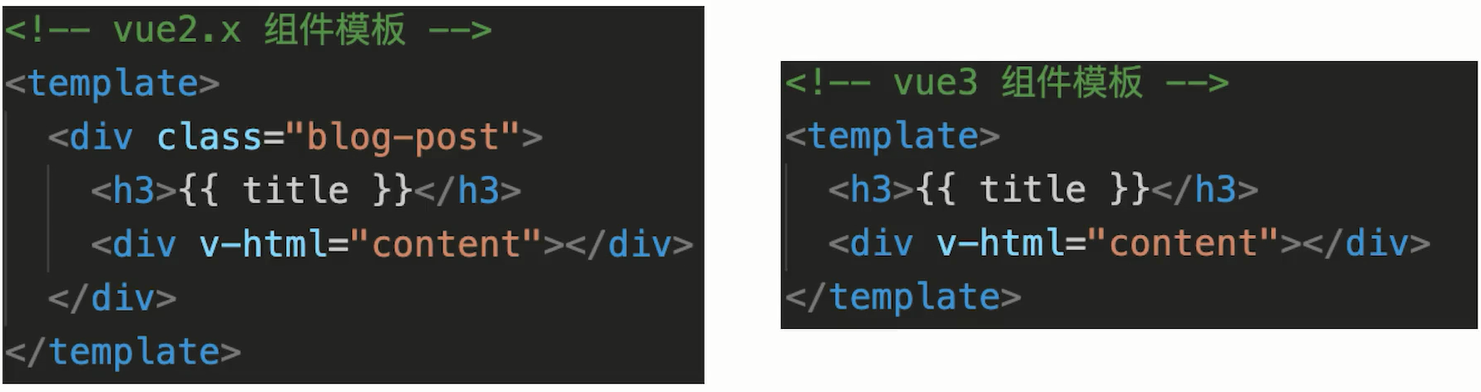 <!-- vue2.x 组件模板 -->
<template>
  <div class="blog-post">
    <h3>{{ title }}</h3>
    <div v-html="content"></div>
  </div>
</template>
<!-- vue3 组件模板 -->
<template>
  <h3>{{ title }}</h3>
  <div v-html="content"></div>
</template>